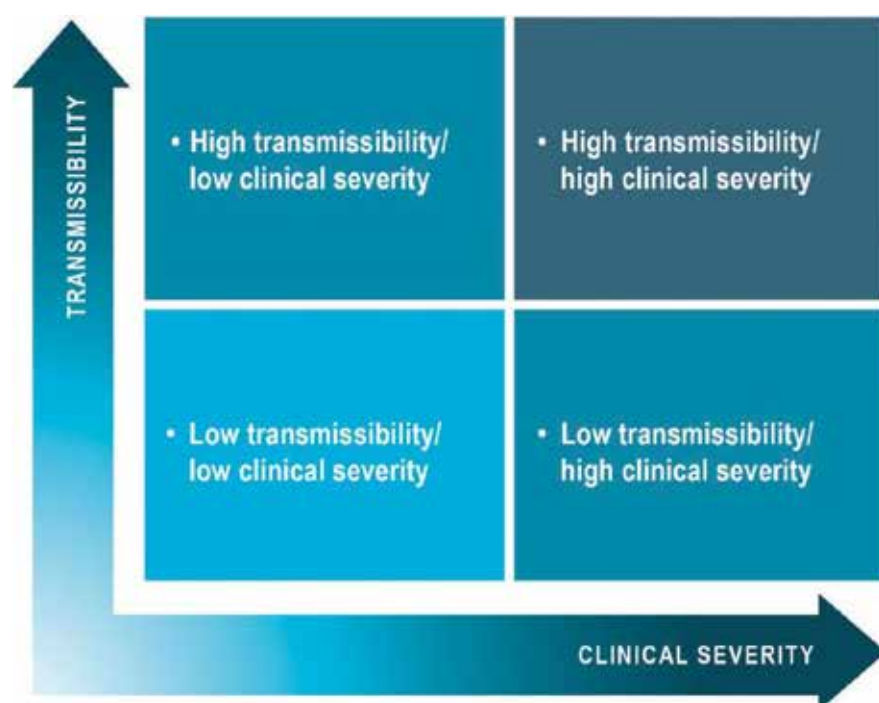 TRANSMISSIBILITY
• High transmissibility/
low clinical severity
• High transmissibility/
high clinical severity
• Low transmissibility/
low clinical severity
• Low transmissibility/
high clinical severity
CLINICAL SEVERITY